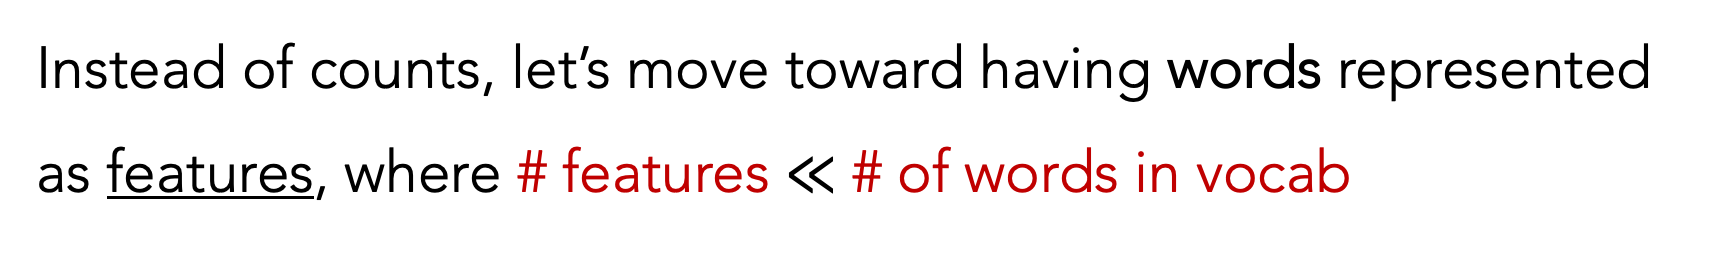 Instead of counts, let’s move toward having words represented
as features, where # features ≪ # of words in vocab